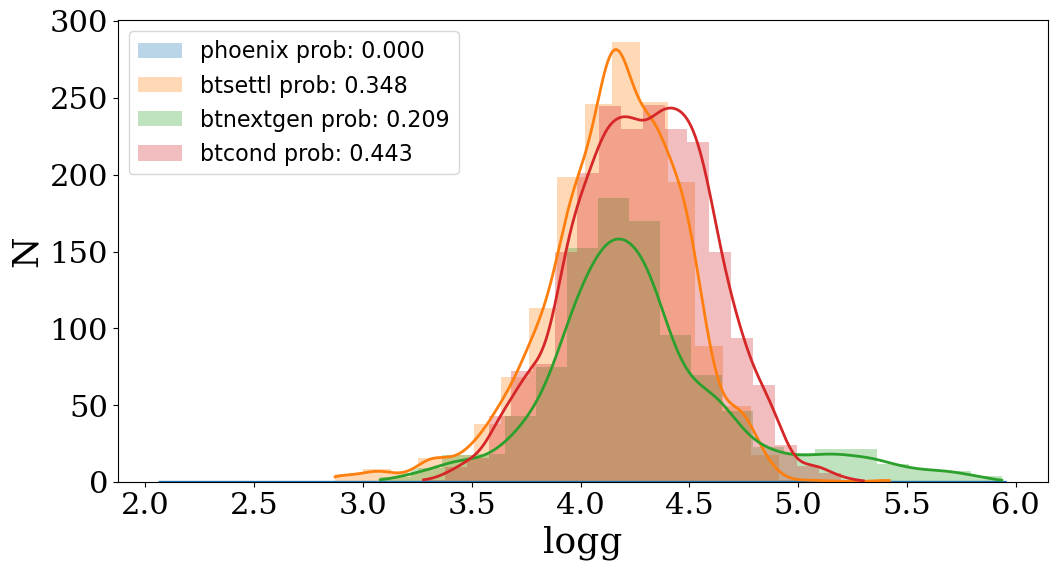 300
250
200
150
100
50
0
N
phoenix prob: 0.000
btsettl prob: 0.348
btnextgen prob: 0.209
btcond prob: 0.443
2.0 2.5 3.0 3.5 4.0 4.5 5.0 5.5 6.0
logg